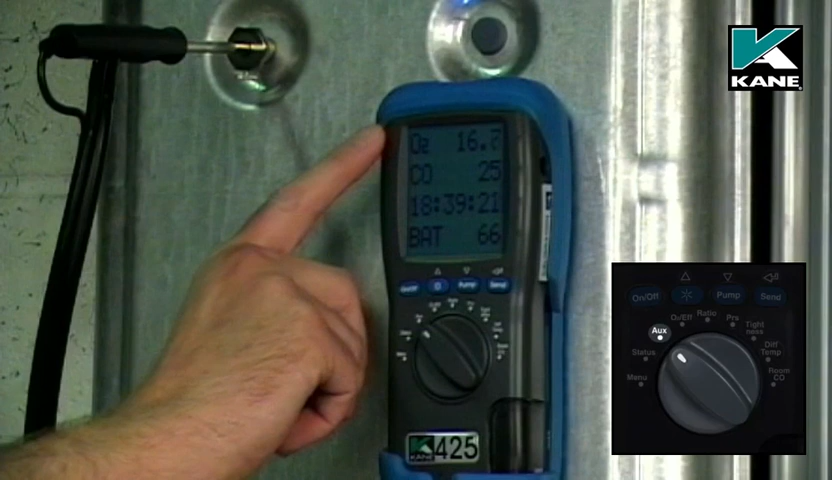 KANE
O2 16.
CO 25
18:39:21
BAT 66
On/Off Pump Send
KANE 425
On/Off Pump Send
Aux
O₂/Eff
Ratio
Prs
Tight
ness
Status
Diff
Temp
Menu
Room
CO